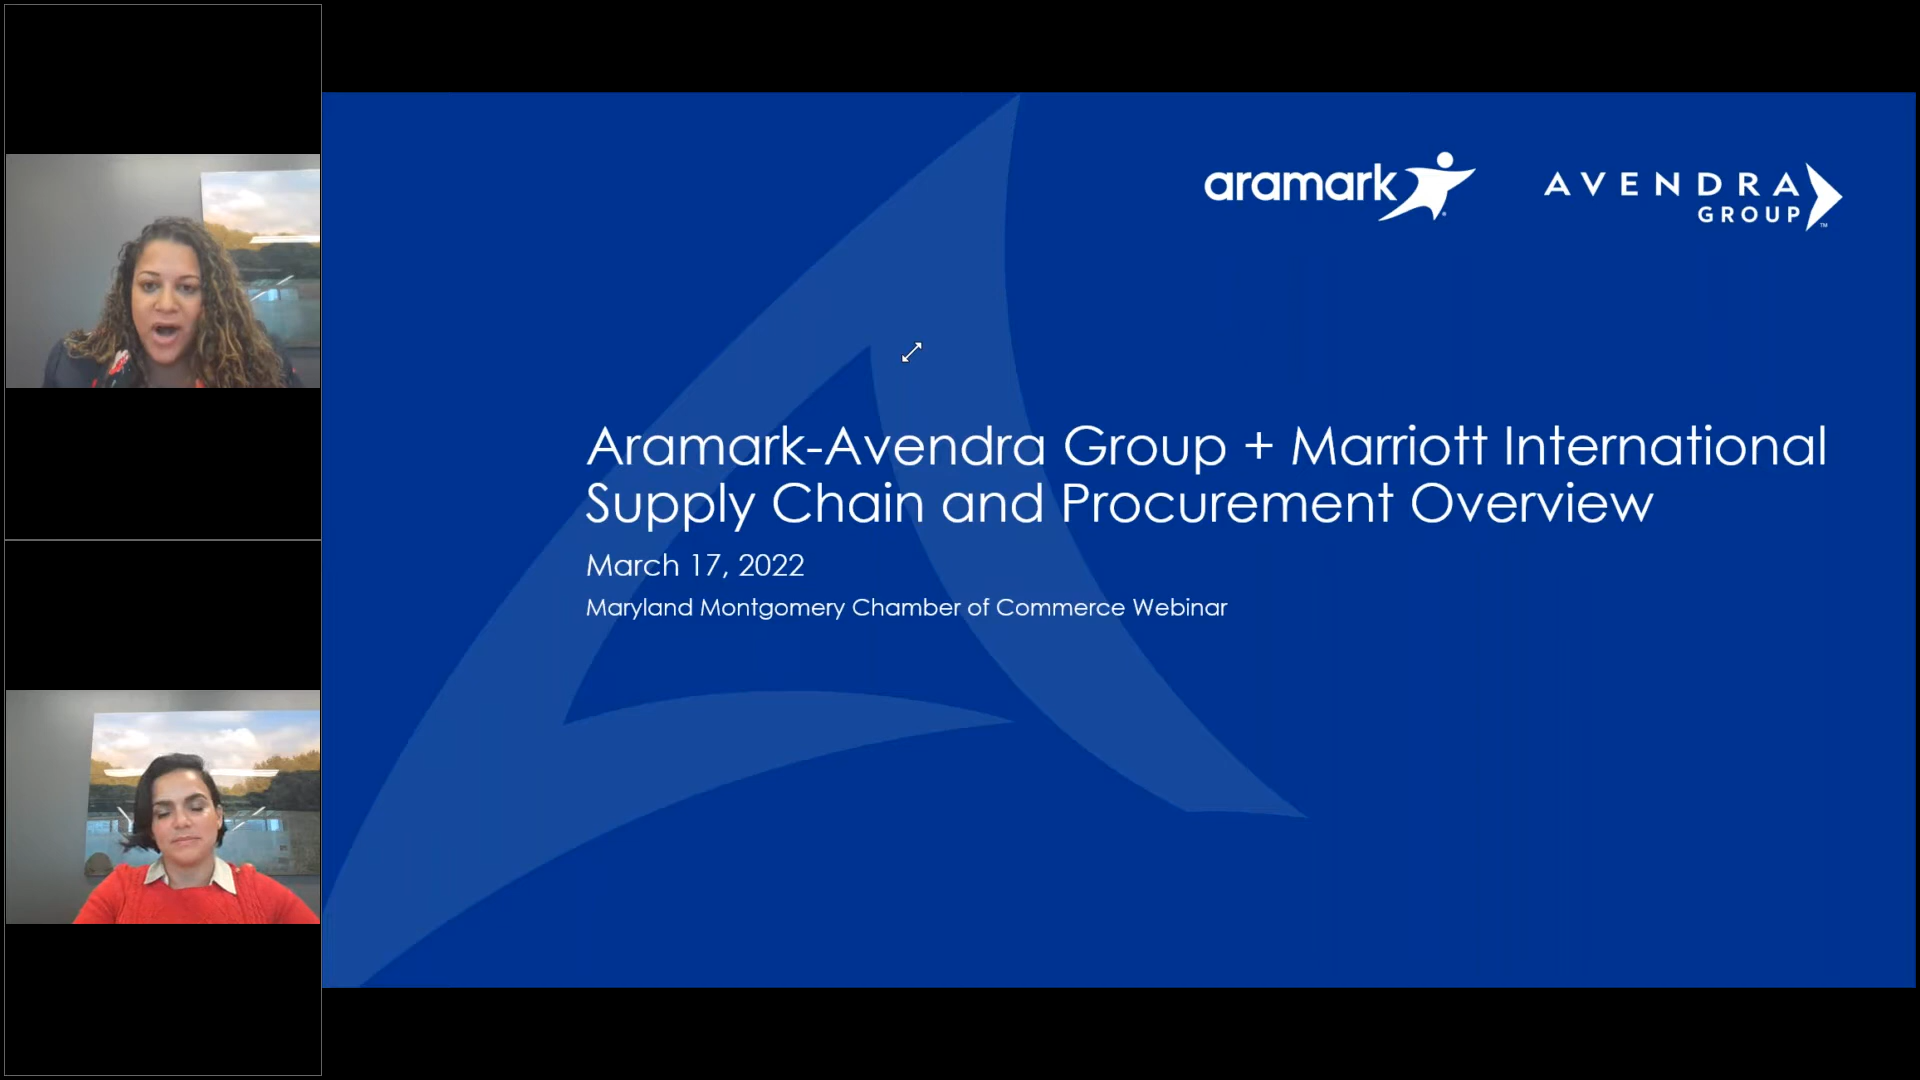 aramark
AVENDRA
GROUP
Aramark-Avendra Group + Marriott International
Supply Chain and Procurement Overview
March 17, 2022
Maryland Montgomery Chamber of Commerce Webinar